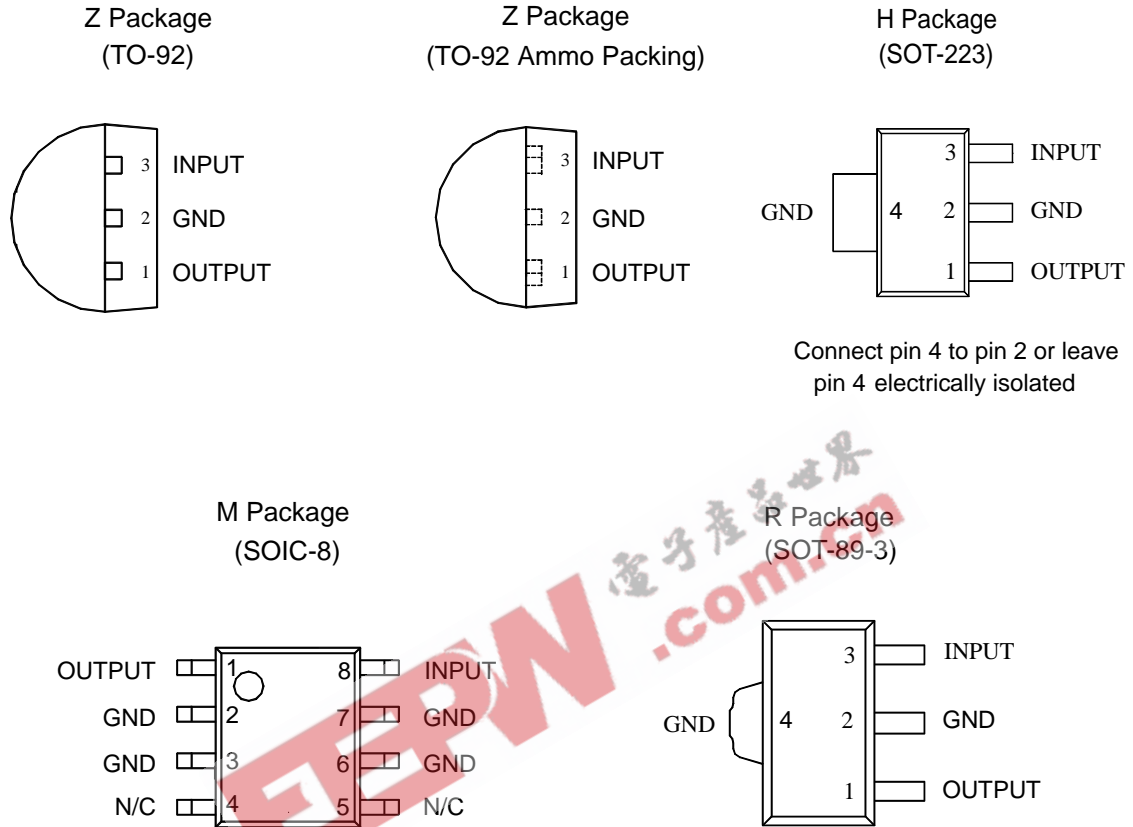 Z Package
(TO-92)
3 INPUT
2 GND
1 OUTPUT
Z Package
(TO-92 Ammo Packing)
3 INPUT
2 GND
1 OUTPUT
H Package
(SOT-223)
GND 4
3 INPUT
2 GND
1 OUTPUT
Connect pin 4 to pin 2 or leave
pin 4 electrically isolated
M Package
(SOIC-8)
OUTPUT 1 8 INPUT
GND 2 7 GND
GND 3 6 GND
N/C 4 5 N/C
R Package
(SOT-89-3)
GND 4
3 INPUT
2 GND
1 OUTPUT
EEPW
電子產品世界
.com.cn